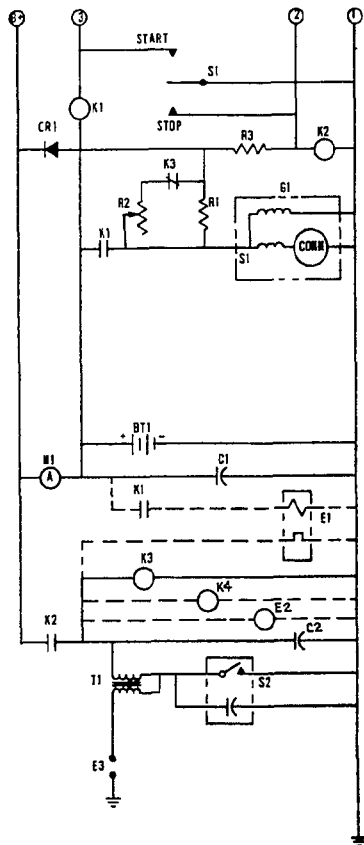 B+ 3 2 1
START
S1
K1
STOP
CR1
R3
K2
K3
G1
R2
R1
K1
S1
COMM
+ BT1 -
M1
A
C1
K1
E1
K3
K4
E2
K2
C2
T1
S2
E3